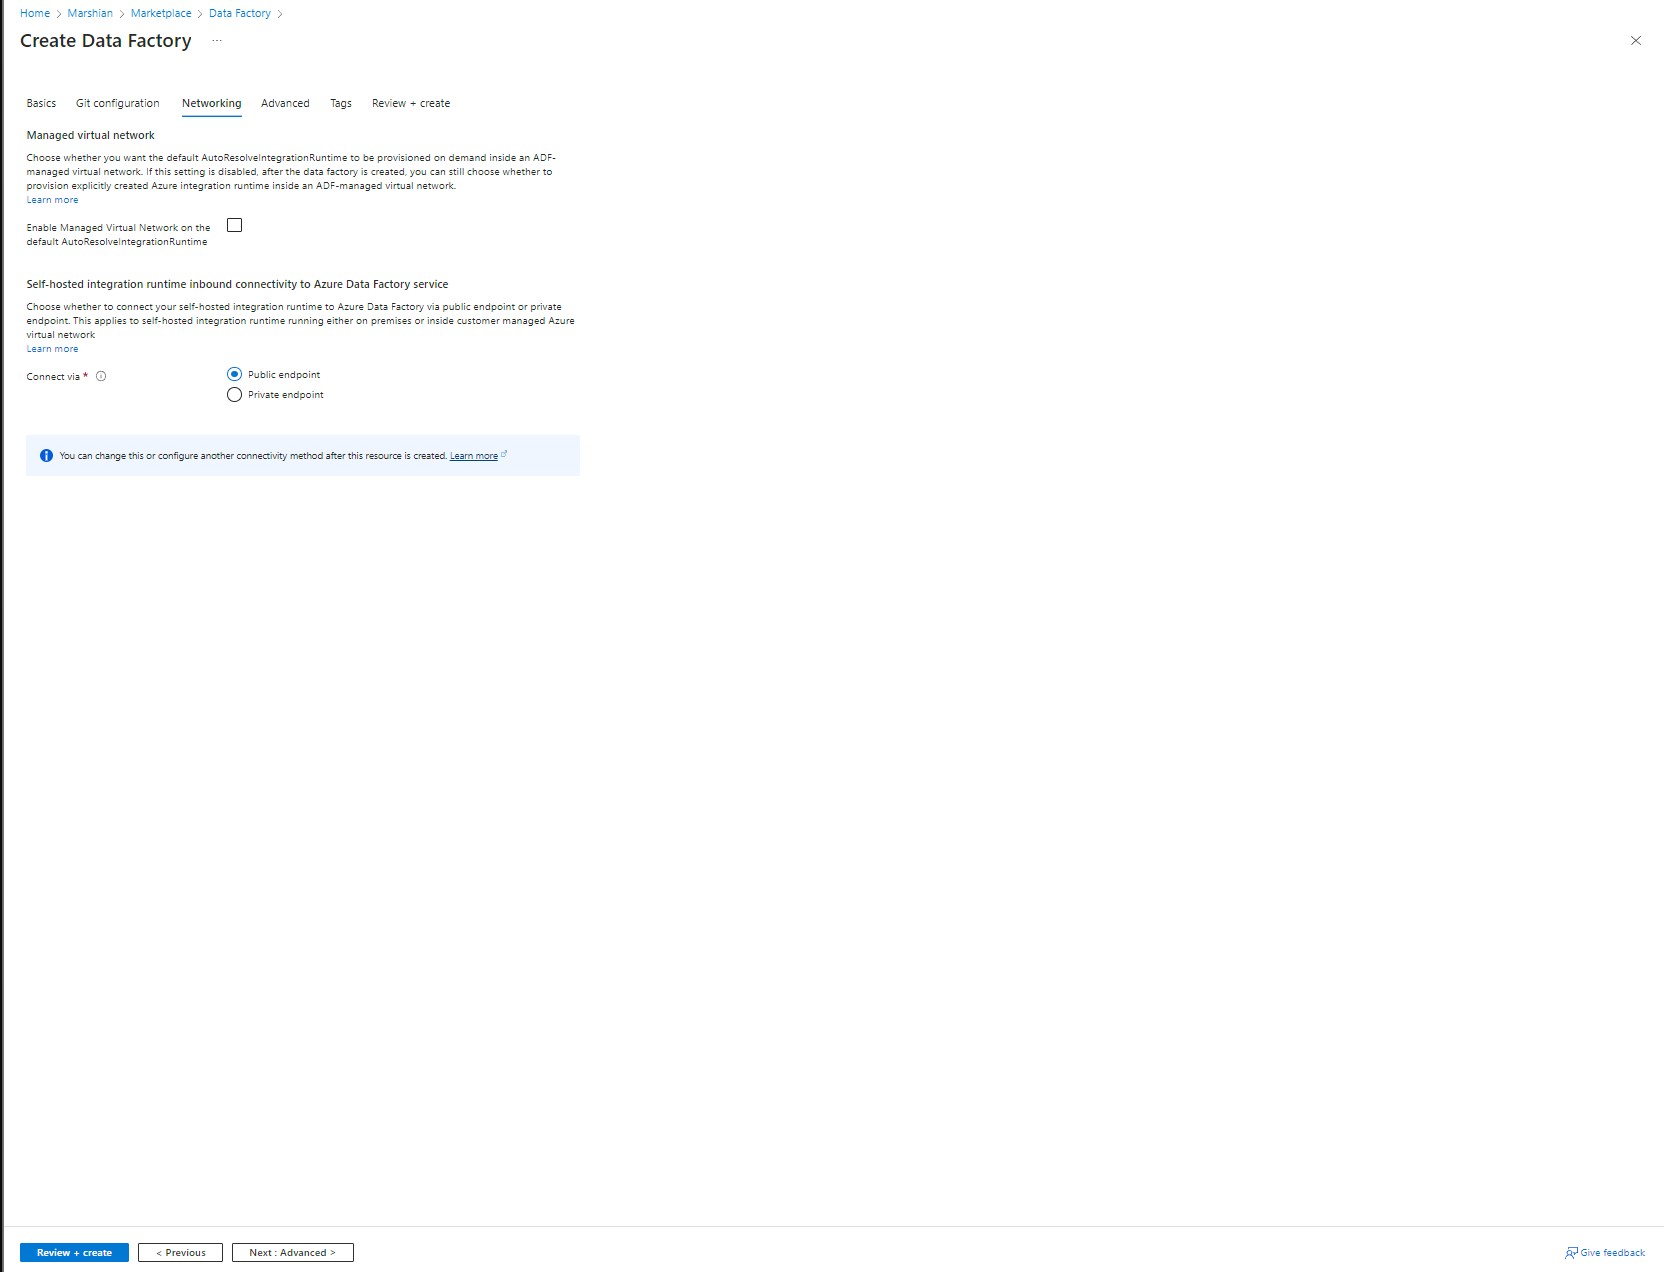 Home > Marshian > Marketplace > Data Factory >
Create Data Factory ...
Basics Git configuration Networking Advanced Tags Review + create
Managed virtual network
Choose whether you want the default AutoResolveIntegrationRuntime to be provisioned on demand inside an ADF-
managed virtual network. If this setting is disabled, after the data factory is created, you can still choose whether to
provision explicitly created Azure integration runtime inside an ADF-managed virtual network.
Learn more
Enable Managed Virtual Network on the
default AutoResolveIntegrationRuntime
Self-hosted integration runtime inbound connectivity to Azure Data Factory service
Choose whether to connect your self-hosted integration runtime to Azure Data Factory via public endpoint or private
endpoint. This applies to self-hosted integration runtime running either on premises or inside customer managed Azure
virtual network
Learn more
Connect via *
Public endpoint
Private endpoint
You can change this or configure another connectivity method after this resource is created. Learn more
Review + create < Previous Next : Advanced > Give feedback